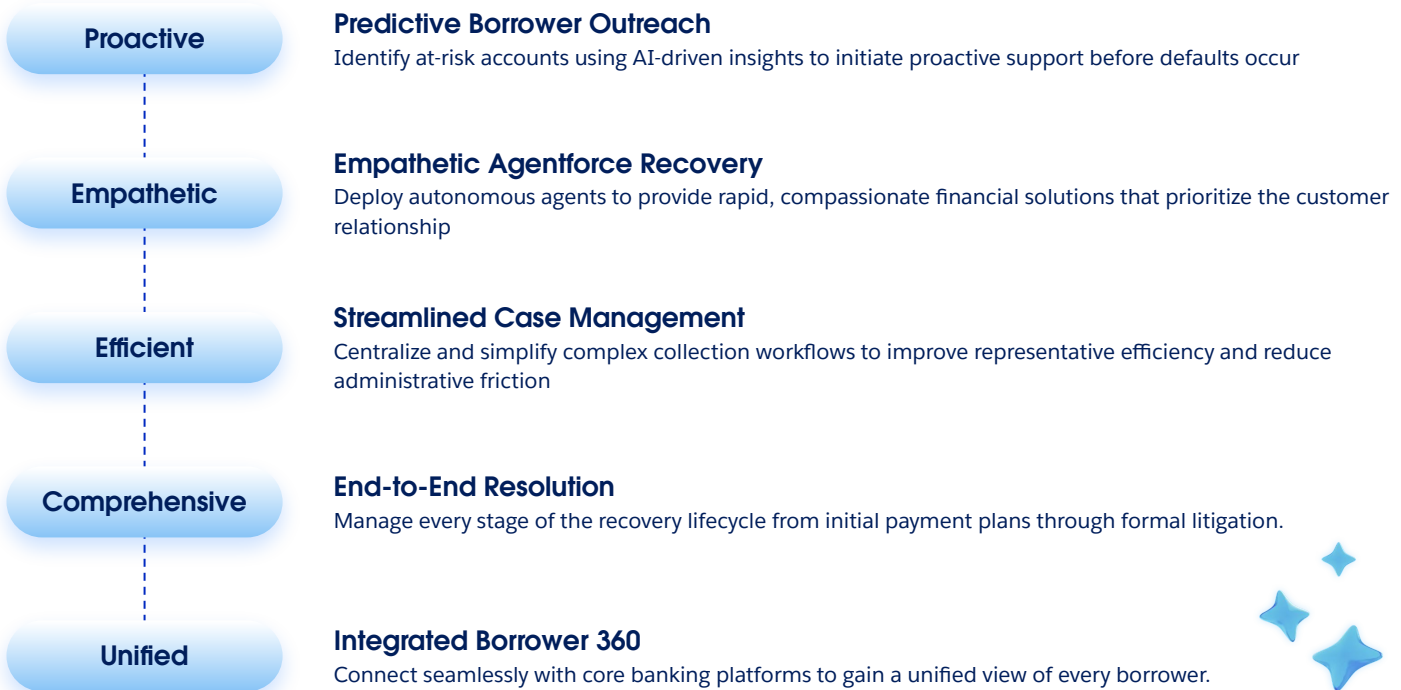 Proactive
Predictive Borrower Outreach
Identify at-risk accounts using AI-driven insights to initiate proactive support before defaults occur
Empathetic
Empathetic Agentforce Recovery
Deploy autonomous agents to provide rapid, compassionate financial solutions that prioritize the customer
relationship
Efficient
Streamlined Case Management
Centralize and simplify complex collection workflows to improve representative efficiency and reduce
administrative friction
Comprehensive
End-to-End Resolution
Manage every stage of the recovery lifecycle from initial payment plans through formal litigation.
Unified
Integrated Borrower 360
Connect seamlessly with core banking platforms to gain a unified view of every borrower.